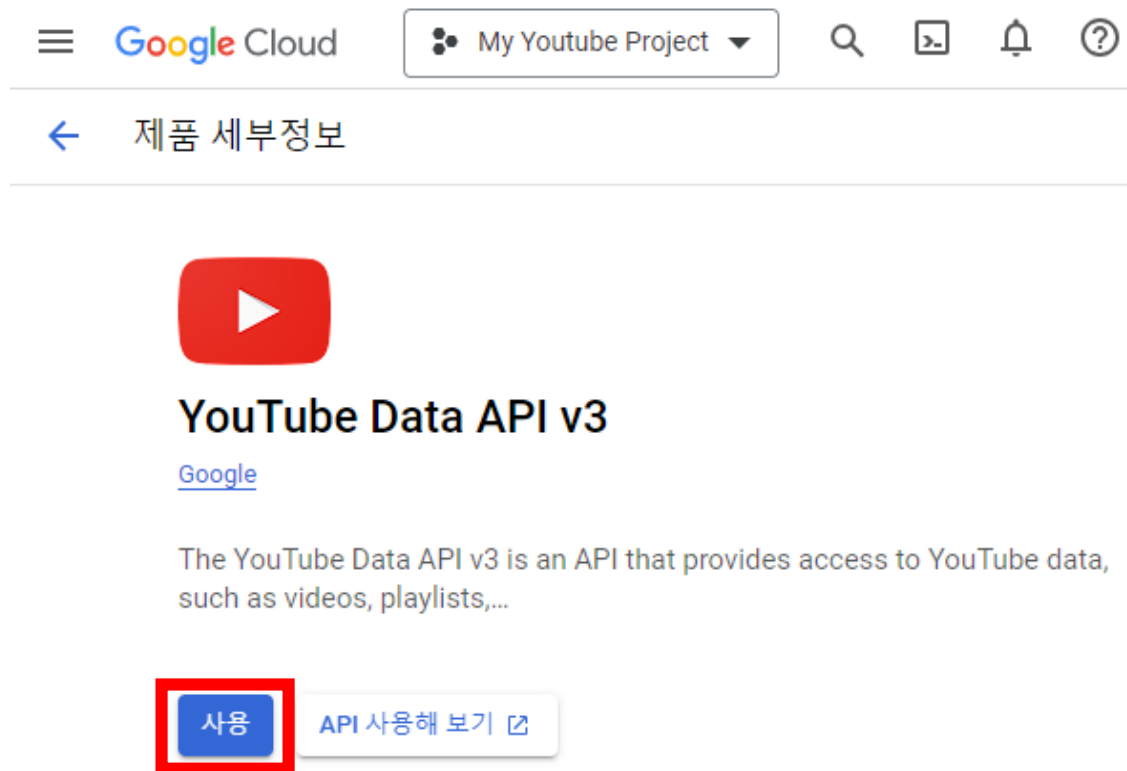 Google Cloud
My Youtube Project
제품 세부정보
YouTube Data API v3
Google
The YouTube Data API v3 is an API that provides access to YouTube data,
such as videos, playlists,...
사용
API 사용해 보기